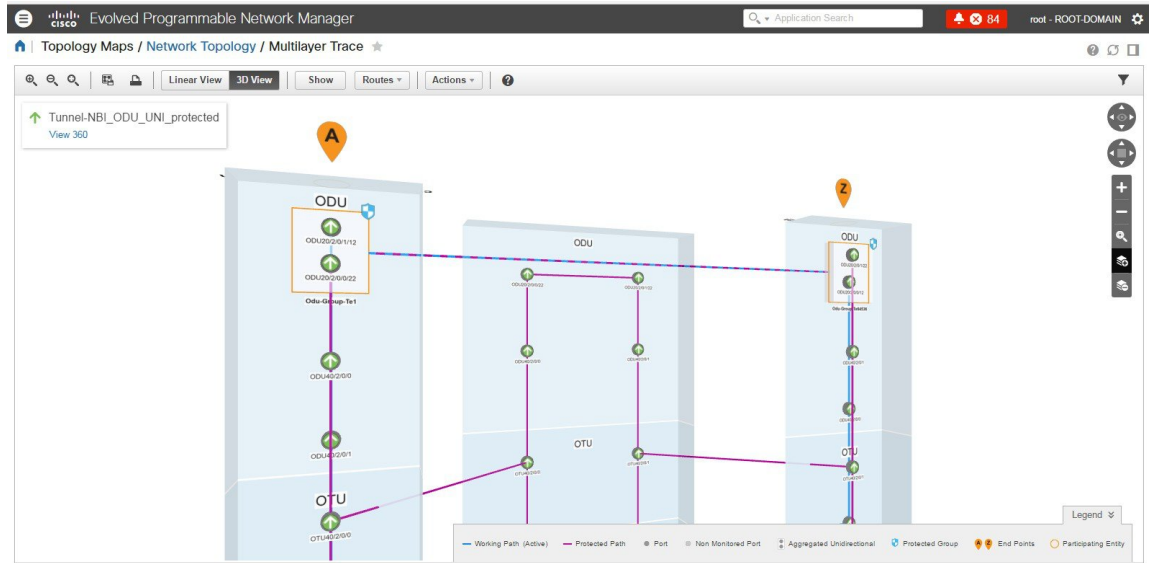 cisco Evolved Programmable Network Manager
Application Search
84
root - ROOT-DOMAIN
Topology Maps / Network Topology / Multilayer Trace
Linear View
3D View
Show
Routes
Actions
Tunnel-NBI_ODU_UNI_protected
View 360
A
Z
ODU
ODU20/2/0/1/12
ODU20/2/0/0/22
Odu-Group-Te1
ODU40/2/0/0
ODU40/2/0/1
OTU
OTU40/2/0/0
ODU
OTU
ODU
OTU
Legend
Working Path (Active)
Protected Path
Port
Non Monitored Port
Aggregated Unidirectional
Protected Group
A Z End Points
Participating Entity